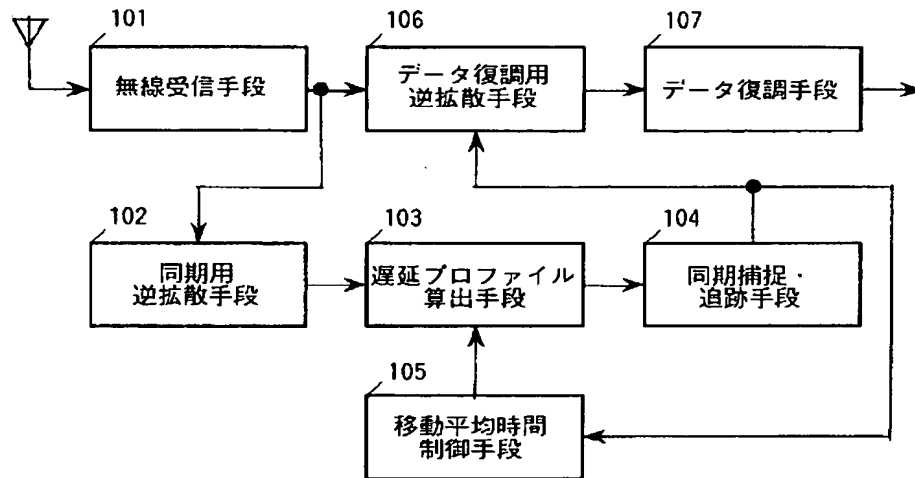 101
無線受信手段
106
データ復調用
逆拡散手段
107
データ復調手段
102
同期用
逆拡散手段
103
遅延プロファイル
算出手段
104
同期捕捉・
追跡手段
105
移動平均時間
制御手段